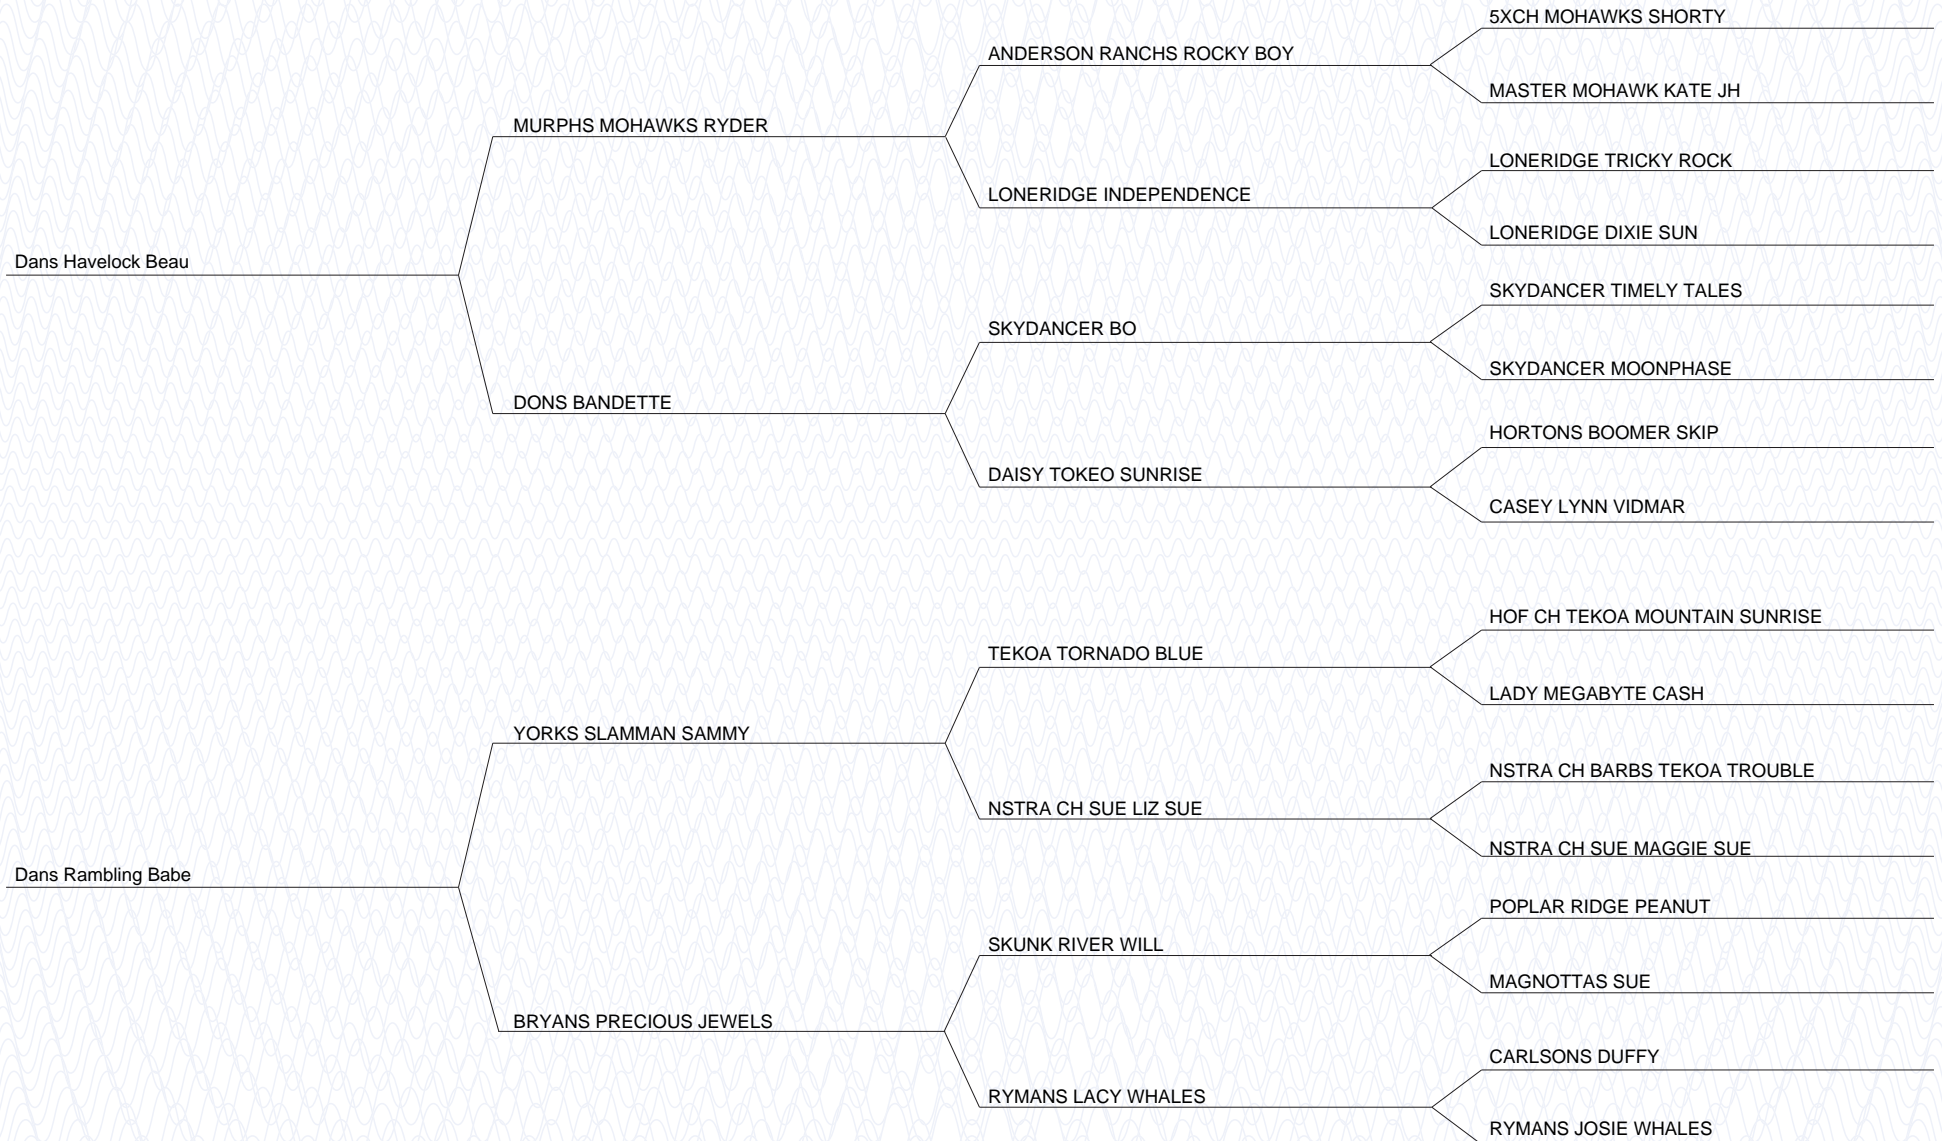 5XCH MOHAWKS SHORTY
ANDERSON RANCHS ROCKY BOY
MASTER MOHAWK KATE JH
MURPHS MOHAWKS RYDER
LONERIDGE TRICKY ROCK
LONERIDGE INDEPENDENCE
LONERIDGE DIXIE SUN
Dans Havelock Beau
SKYDANCER TIMELY TALES
SKYDANCER BO
SKYDANCER MOONPHASE
DONS BANDETTE
HORTONS BOOMER SKIP
DAISY TOKEO SUNRISE
CASEY LYNN VIDMAR
HOF CH TEKOA MOUNTAIN SUNRISE
TEKOA TORNADO BLUE
LADY MEGABYTE CASH
YORKS SLAMMAN SAMMY
NSTRA CH BARBS TEKOA TROUBLE
NSTRA CH SUE LIZ SUE
NSTRA CH SUE MAGGIE SUE
Dans Rambling Babe
POPLAR RIDGE PEANUT
SKUNK RIVER WILL
MAGNOTTAS SUE
BRYANS PRECIOUS JEWELS
CARLSONS DUFFY
RYMANS LACY WHALES
RYMANS JOSIE WHALES